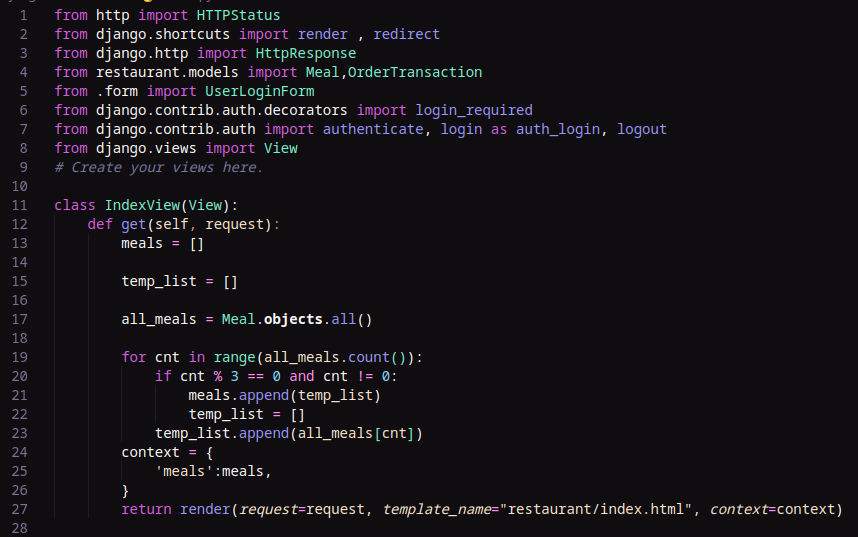 1 from http import HTTPStatus
2 from django.shortcuts import render , redirect
3 from django.http import HttpResponse
4 from restaurant.models import Meal,OrderTransaction
5 from .form import UserLoginForm
6 from django.contrib.auth.decorators import login_required
7 from django.contrib.auth import authenticate, login as auth_login, logout
8 from django.views import View
9 # Create your views here.
10
11 class IndexView(View):
12     def get(self, request):
13         meals = []
14
15         temp_list = []
16
17         all_meals = Meal.objects.all()
18
19         for cnt in range(all_meals.count()):
20             if cnt % 3 == 0 and cnt != 0:
21                 meals.append(temp_list)
22                 temp_list = []
23             temp_list.append(all_meals[cnt])
24         context = {
25             'meals':meals,
26         }
27         return render(request=request, template_name="restaurant/index.html", context=context)
28